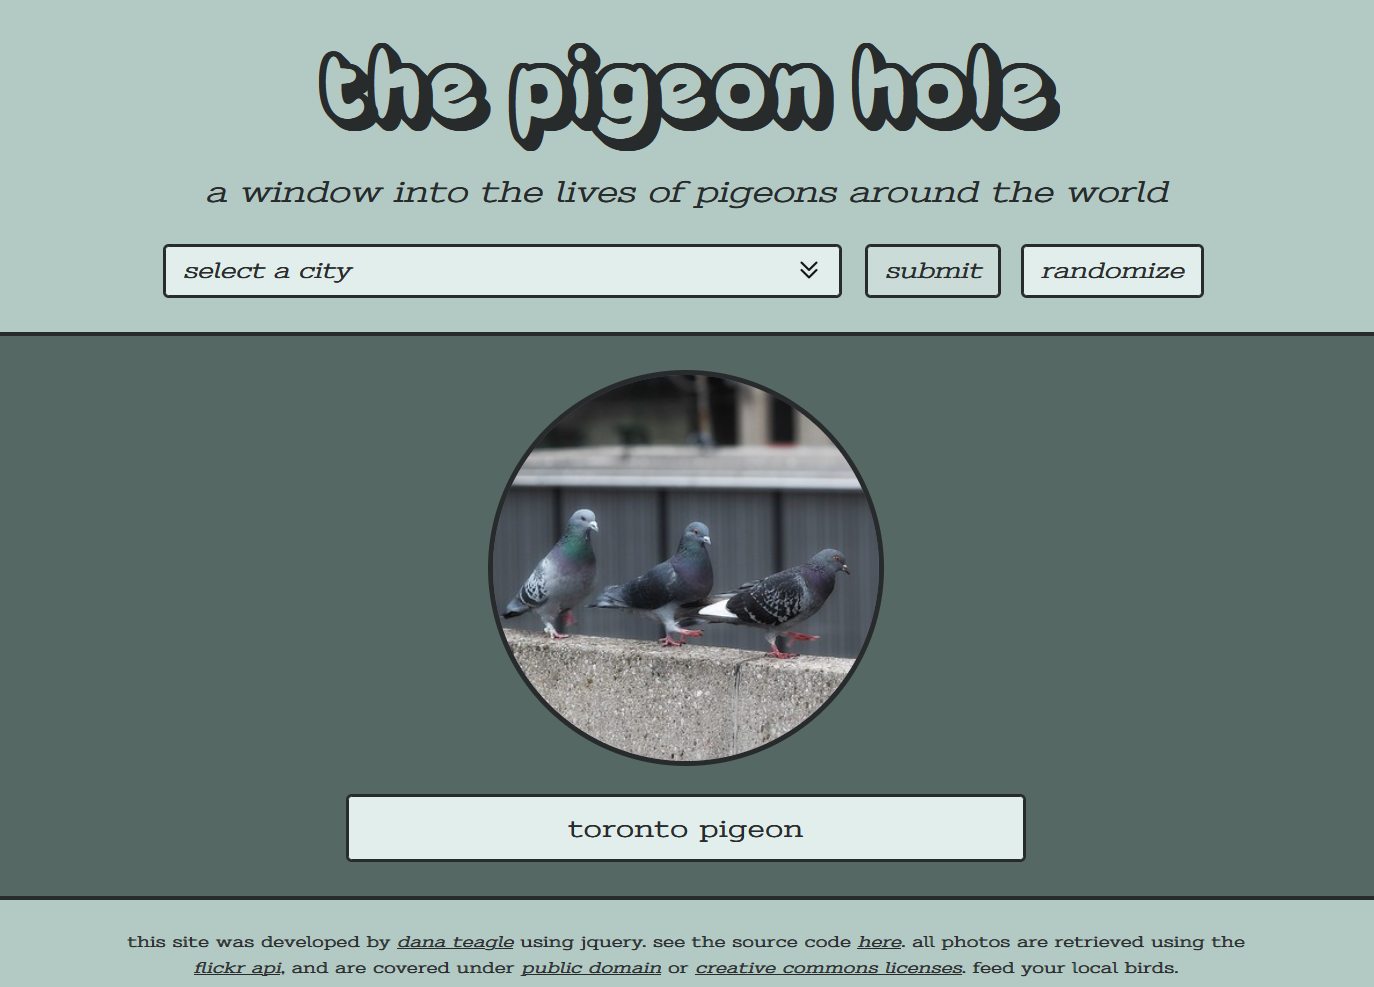 the pigeon hole
a window into the lives of pigeons around the world
select a city
submit
randomize
toronto pigeon
this site was developed by dana teagle using jquery. see the source code here. all photos are retrieved using the
flickr api, and are covered under public domain or creative commons licenses. feed your local birds.